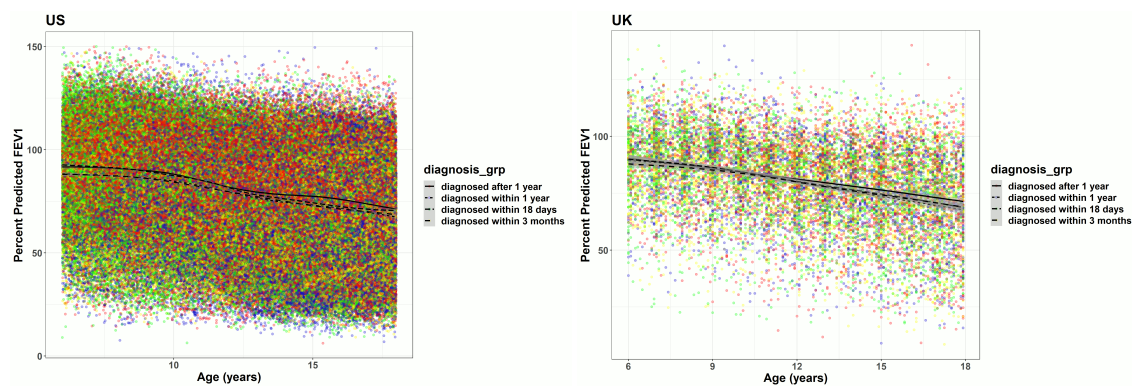 US
150
100
50
0
10
15
Percent Predicted FEV1
Age (years)
diagnosis_grp
diagnosed after 1 year
diagnosed within 1 year
diagnosed within 18 days
diagnosed within 3 months
UK
100
50
6
9
12
15
18
Percent Predicted FEV1
Age (years)
diagnosis_grp
diagnosed after 1 year
diagnosed within 1 year
diagnosed within 18 days
diagnosed within 3 months